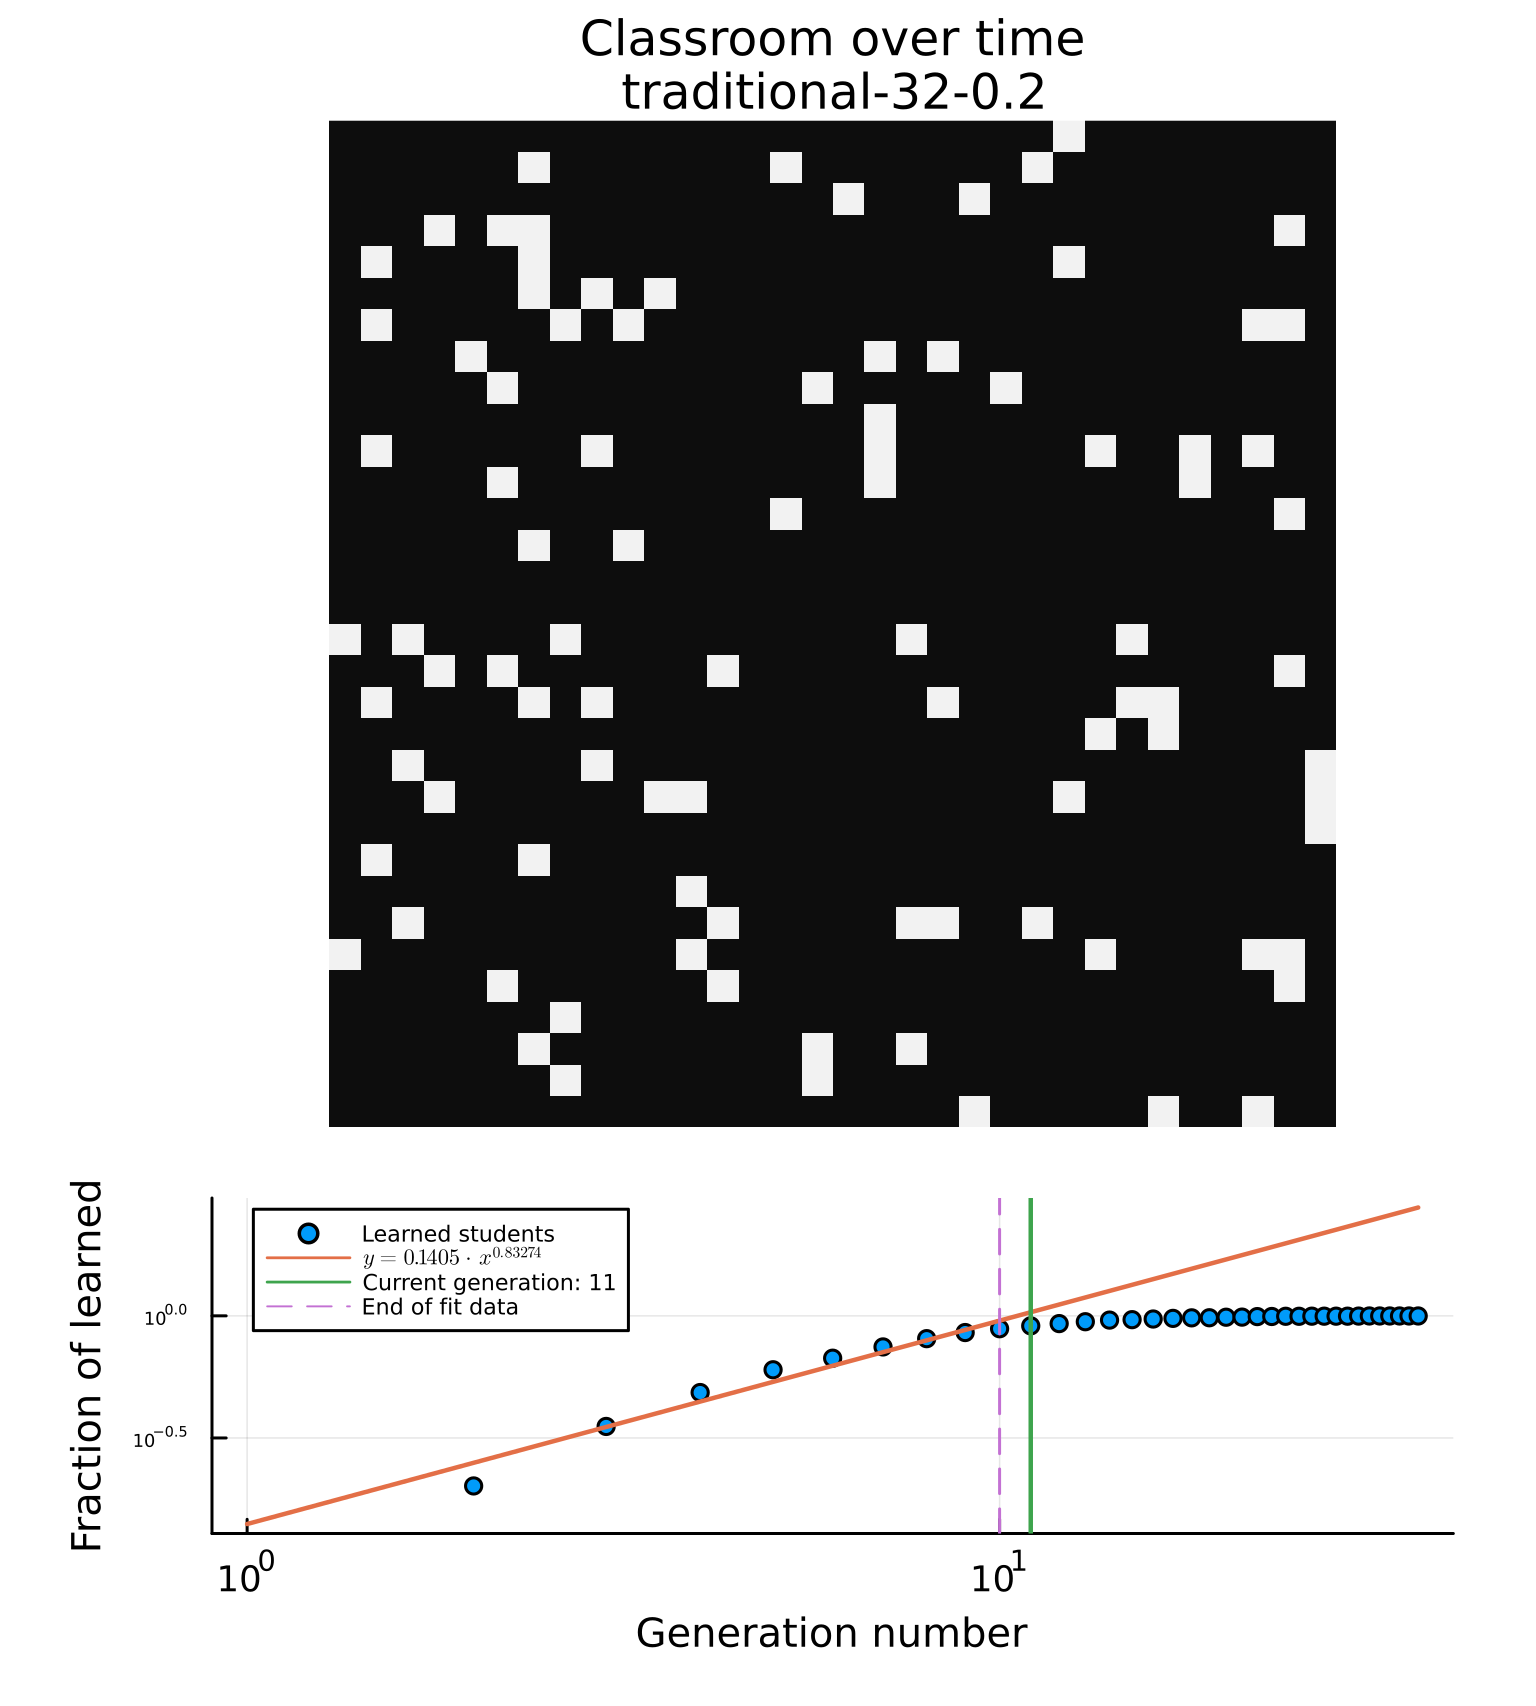 Classroom over time
traditional-32-0.2
Fraction of learned
Learned students
y = 0.1405 · x^0.83274
Current generation: 11
End of fit data
10^0.0
10^−0.5
10^0
10^1
Generation number